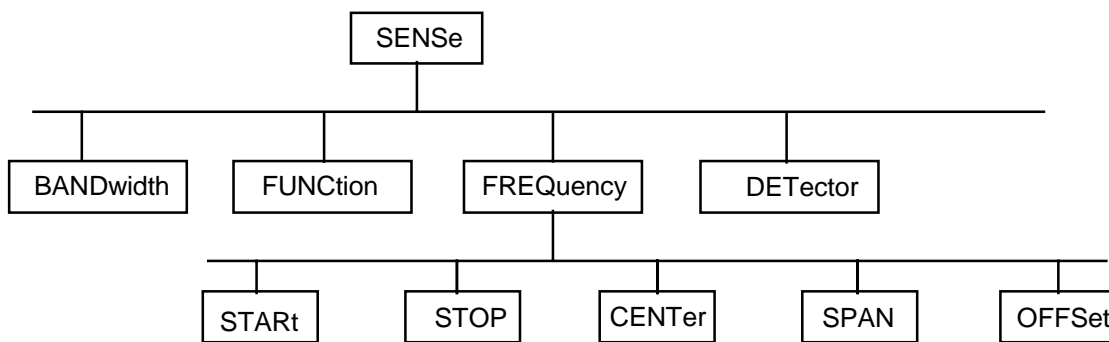 SENSe
BANDwidth FUNCtion FREQuency DETector
STARt STOP CENTer SPAN OFFSet